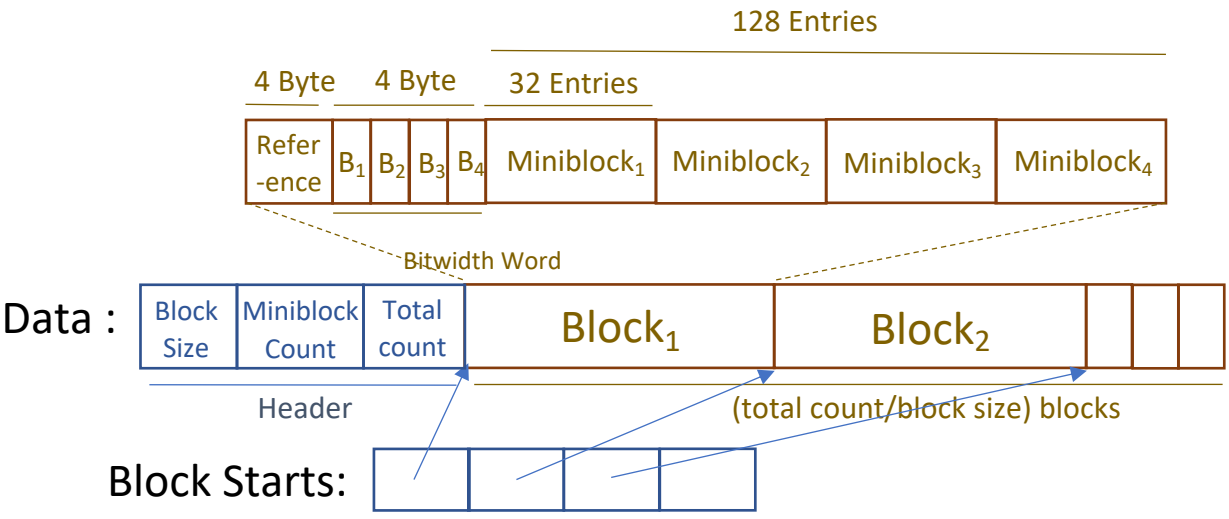 128 Entries
4 Byte 4 Byte 32 Entries
Refer
-ence
B₁ B₂ B₃ B₄ Miniblock₁ Miniblock₂ Miniblock₃ Miniblock₄
Bitwidth Word
Data :
Block
Size
Miniblock
Count
Total
count
Block₁ Block₂
Header
(total count/block size) blocks
Block Starts: